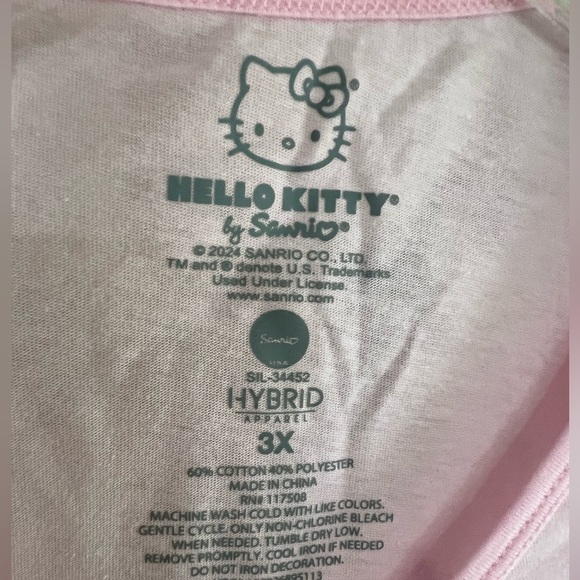 HELLO KITTY®
by Sanrio®
© 2024 SANRIO CO., LTD.
TM and ® denote U.S. Trademarks
Used Under License.
www.sanrio.com
Sanrio
SIL-34452
HYBRID
APPAREL
3X
60% COTTON 40% POLYESTER
MADE IN CHINA
RN# 117508
MACHINE WASH COLD WITH LIKE COLORS.
GENTLE CYCLE. ONLY NON-CHLORINE BLEACH
WHEN NEEDED. TUMBLE DRY LOW.
REMOVE PROMPTLY. COOL IRON IF NEEDED
DO NOT IRON DECORATION.